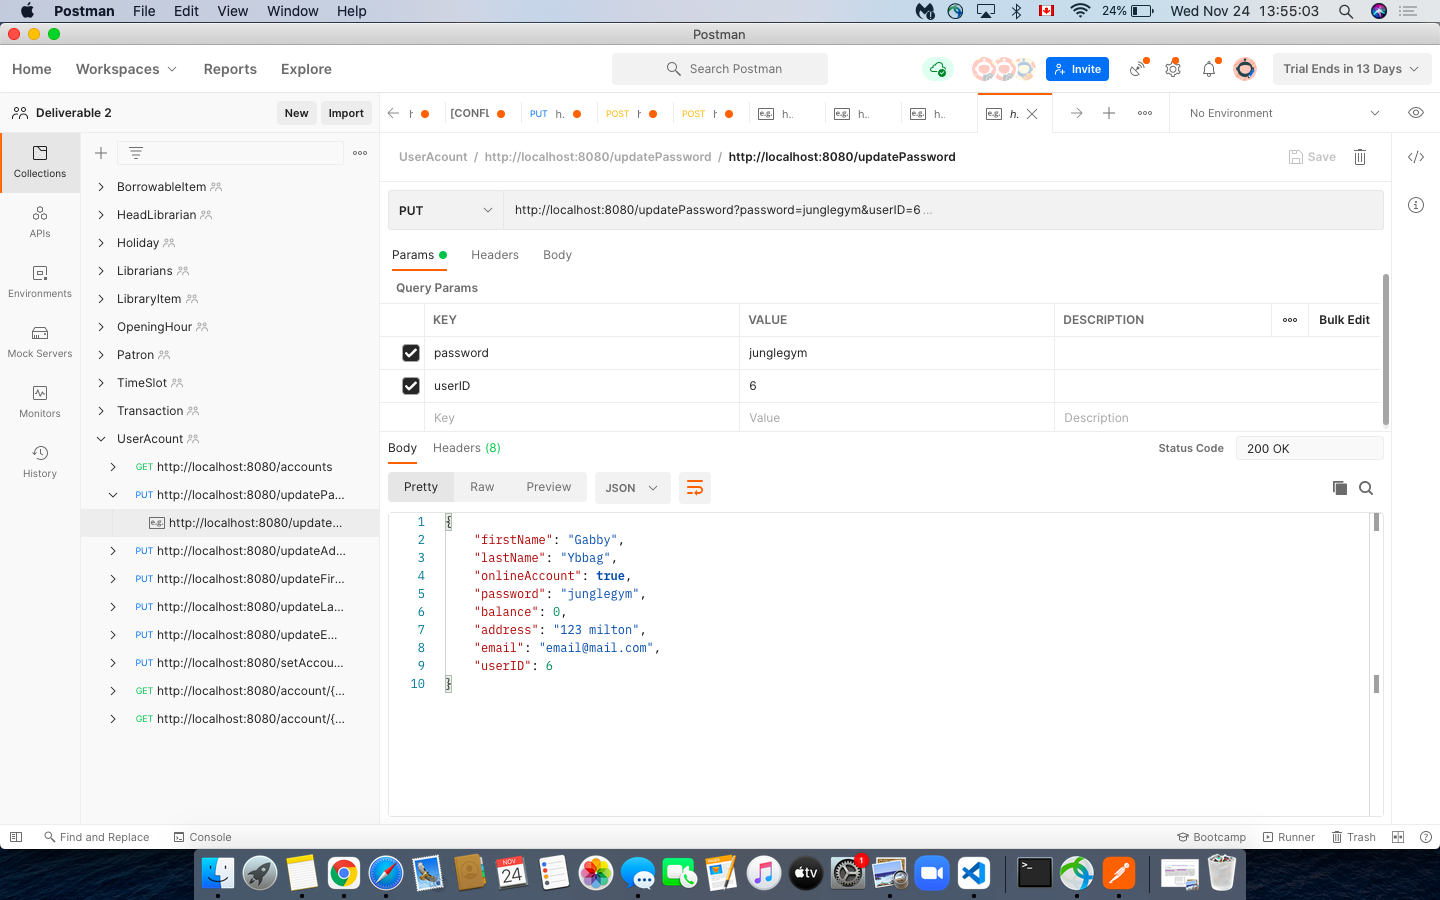 Postman File Edit View Window Help 24% Wed Nov 24 13:55:03
Postman
Home Workspaces Reports Explore Search Postman Invite Trial Ends in 13 Days
Deliverable 2 New Import
[CONFL PUT h. POST POST h.. h.. h.. h. No Environment
Collections
APIs
Environments
Mock Servers
Monitors
History
BorrowableItem
HeadLibrarian
Holiday
Librarians
LibraryItem
OpeningHour
Patron
TimeSlot
Transaction
UserAcount
GET http://localhost:8080/accounts
PUT http://localhost:8080/updatePa...
e.g. http://localhost:8080/update...
PUT http://localhost:8080/updateAd...
PUT http://localhost:8080/updateFir...
PUT http://localhost:8080/updateLa...
PUT http://localhost:8080/updateE...
PUT http://localhost:8080/setAccou...
GET http://localhost:8080/account/{...
GET http://localhost:8080/account/{...
UserAcount / http://localhost:8080/updatePassword / http://localhost:8080/updatePassword Save
PUT http://localhost:8080/updatePassword?password=junglegym&userID=6 ...
Params Headers Body
Query Params
KEY VALUE DESCRIPTION Bulk Edit
password junglegym
userID 6
Key Value Description
Body Headers (8) Status Code 200 OK
Pretty Raw Preview JSON
1 {
2 "firstName": "Gabby",
3 "lastName": "Ybbag",
4 "onlineAccount": true,
5 "password": "junglegym",
6 "balance": 0,
7 "address": "123 milton",
8 "email": "email@mail.com",
9 "userID": 6
10 }
Find and Replace Console Bootcamp Runner Trash
NOV
24
tv
1